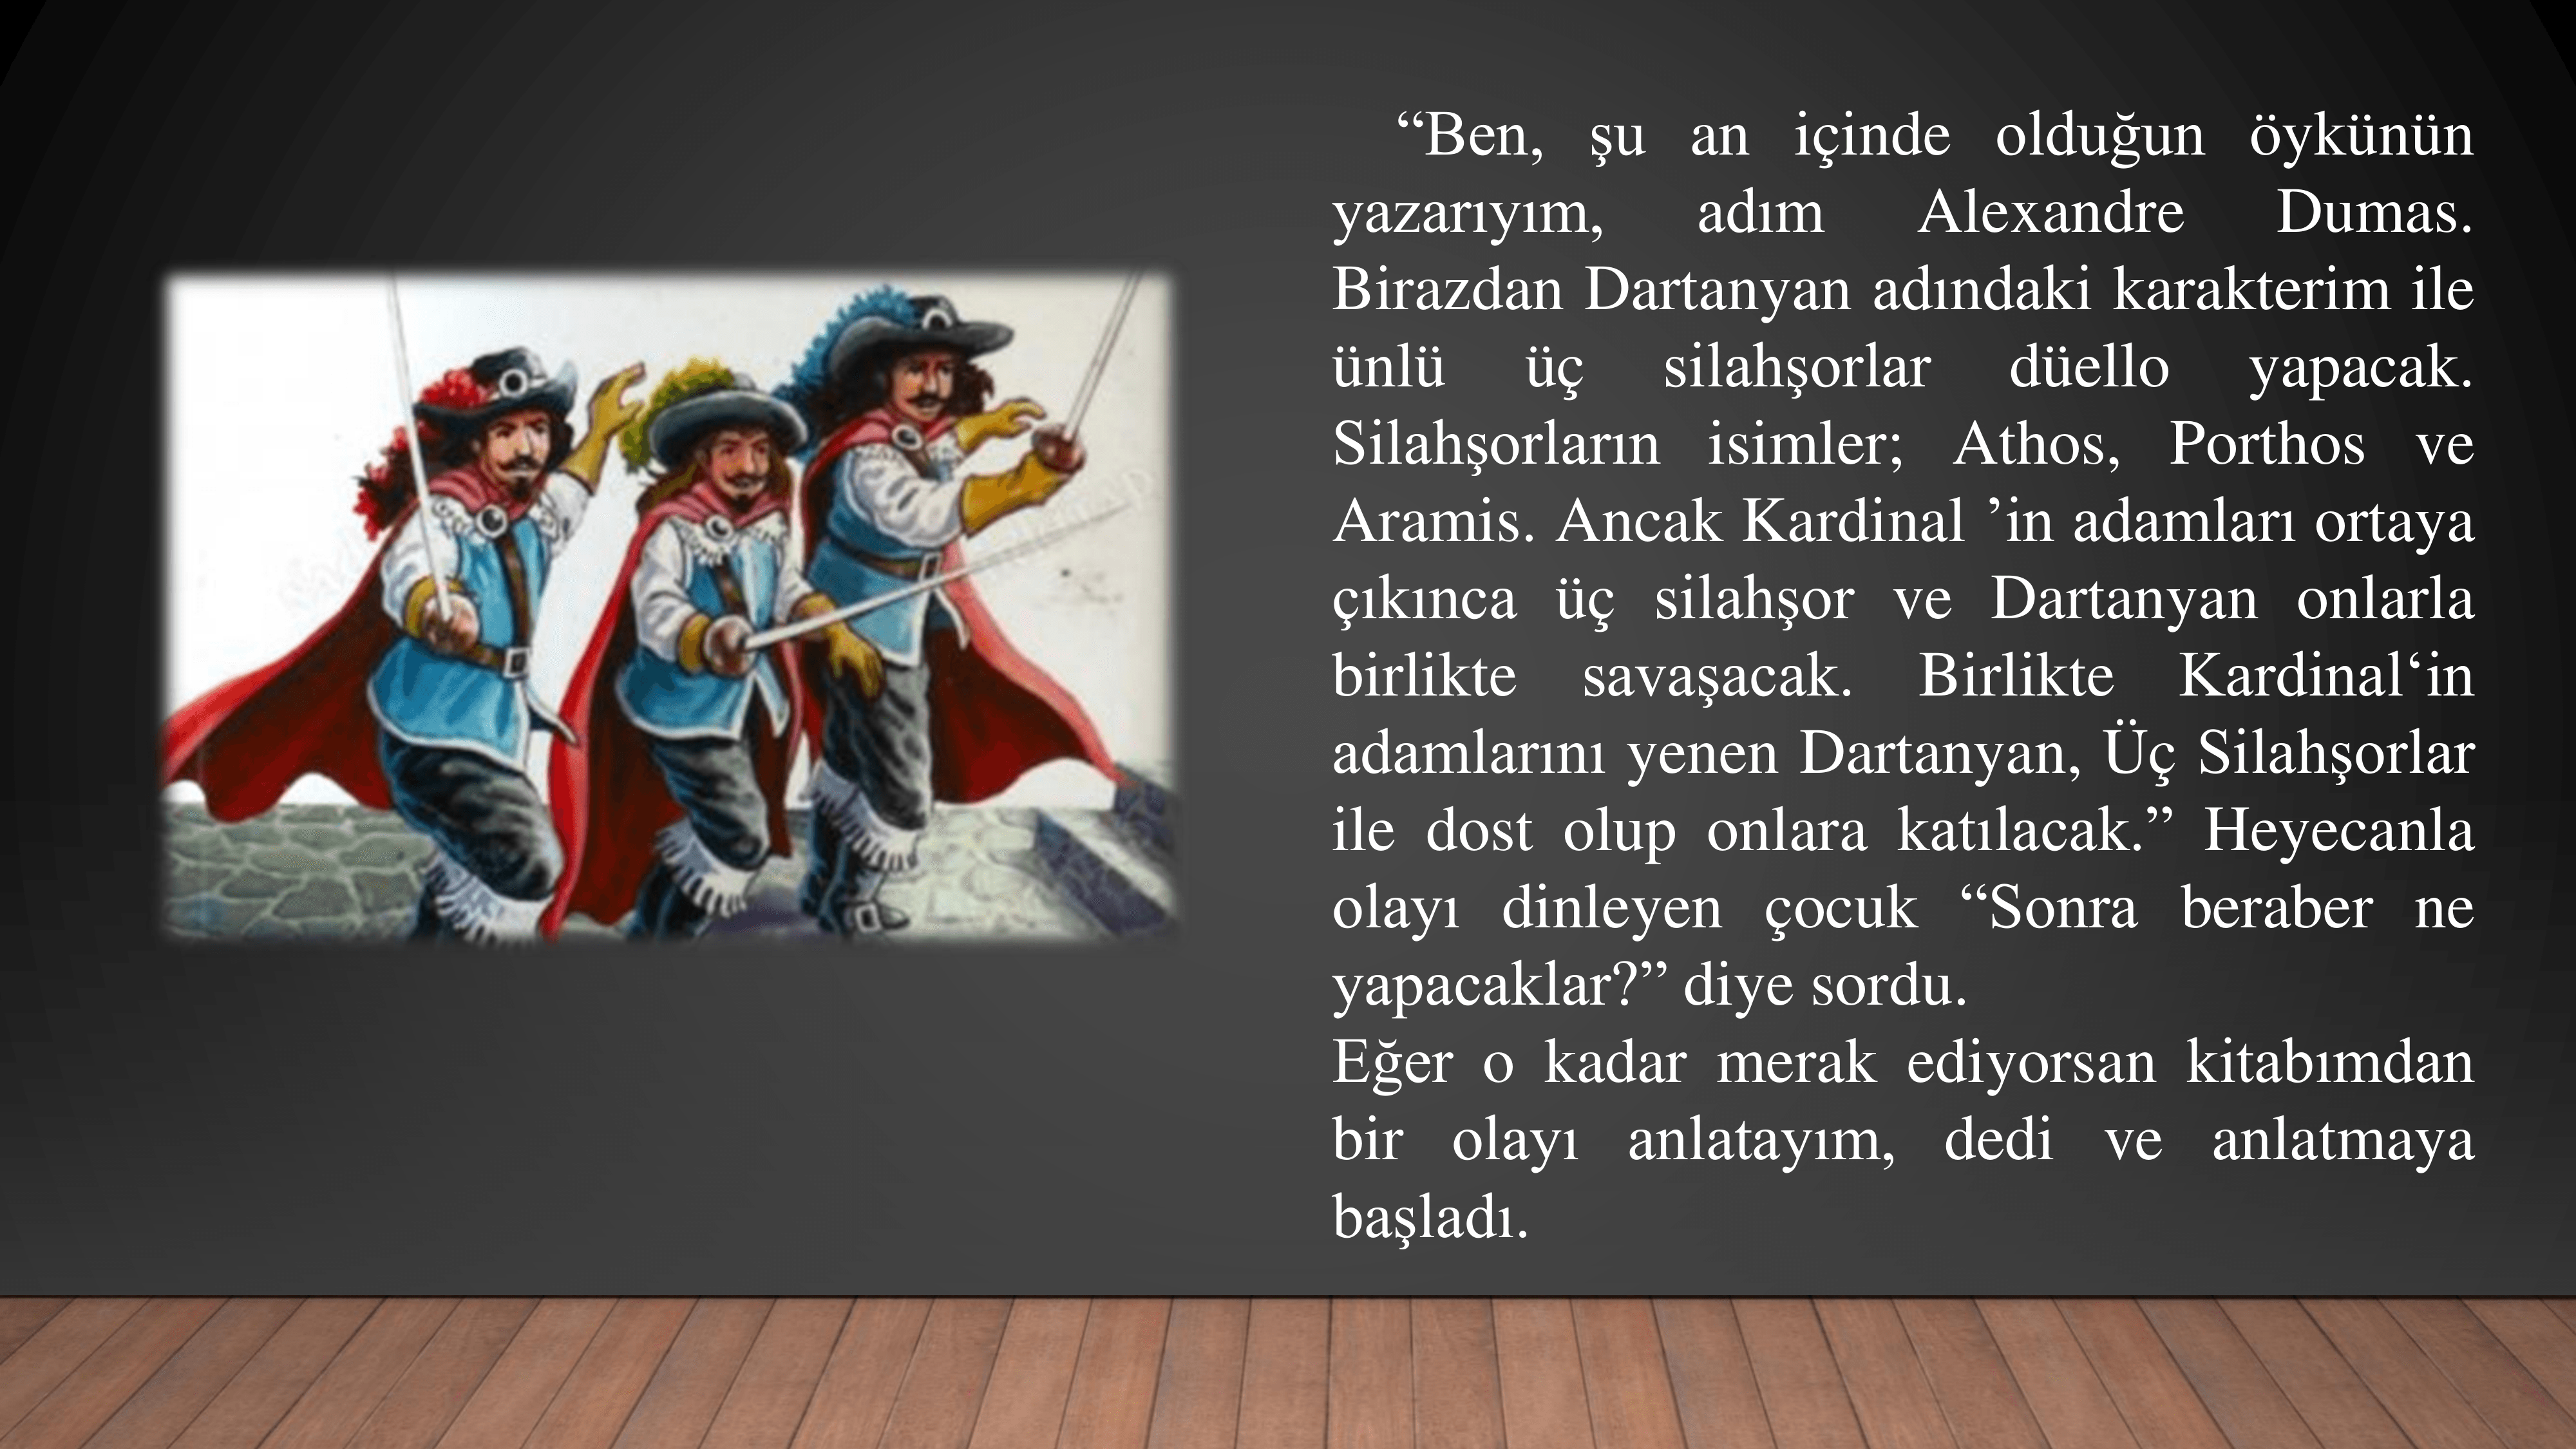 “Ben, şu an içinde olduğun öykünün
yazarıyım, adım Alexandre Dumas.
Birazdan Dartanyan adındaki karakterim ile
ünlü üç silahşorlar düello yapacak.
Silahşorların isimler; Athos, Porthos ve
Aramis. Ancak Kardinal ’in adamları ortaya
çıkınca üç silahşor ve Dartanyan onlarla
birlikte savaşacak. Birlikte Kardinal‘in
adamlarını yenen Dartanyan, Üç Silahşorlar
ile dost olup onlara katılacak.” Heyecanla
olayı dinleyen çocuk “Sonra beraber ne
yapacaklar?” diye sordu.
Eğer o kadar merak ediyorsan kitabımdan
bir olayı anlatayım, dedi ve anlatmaya
başladı.